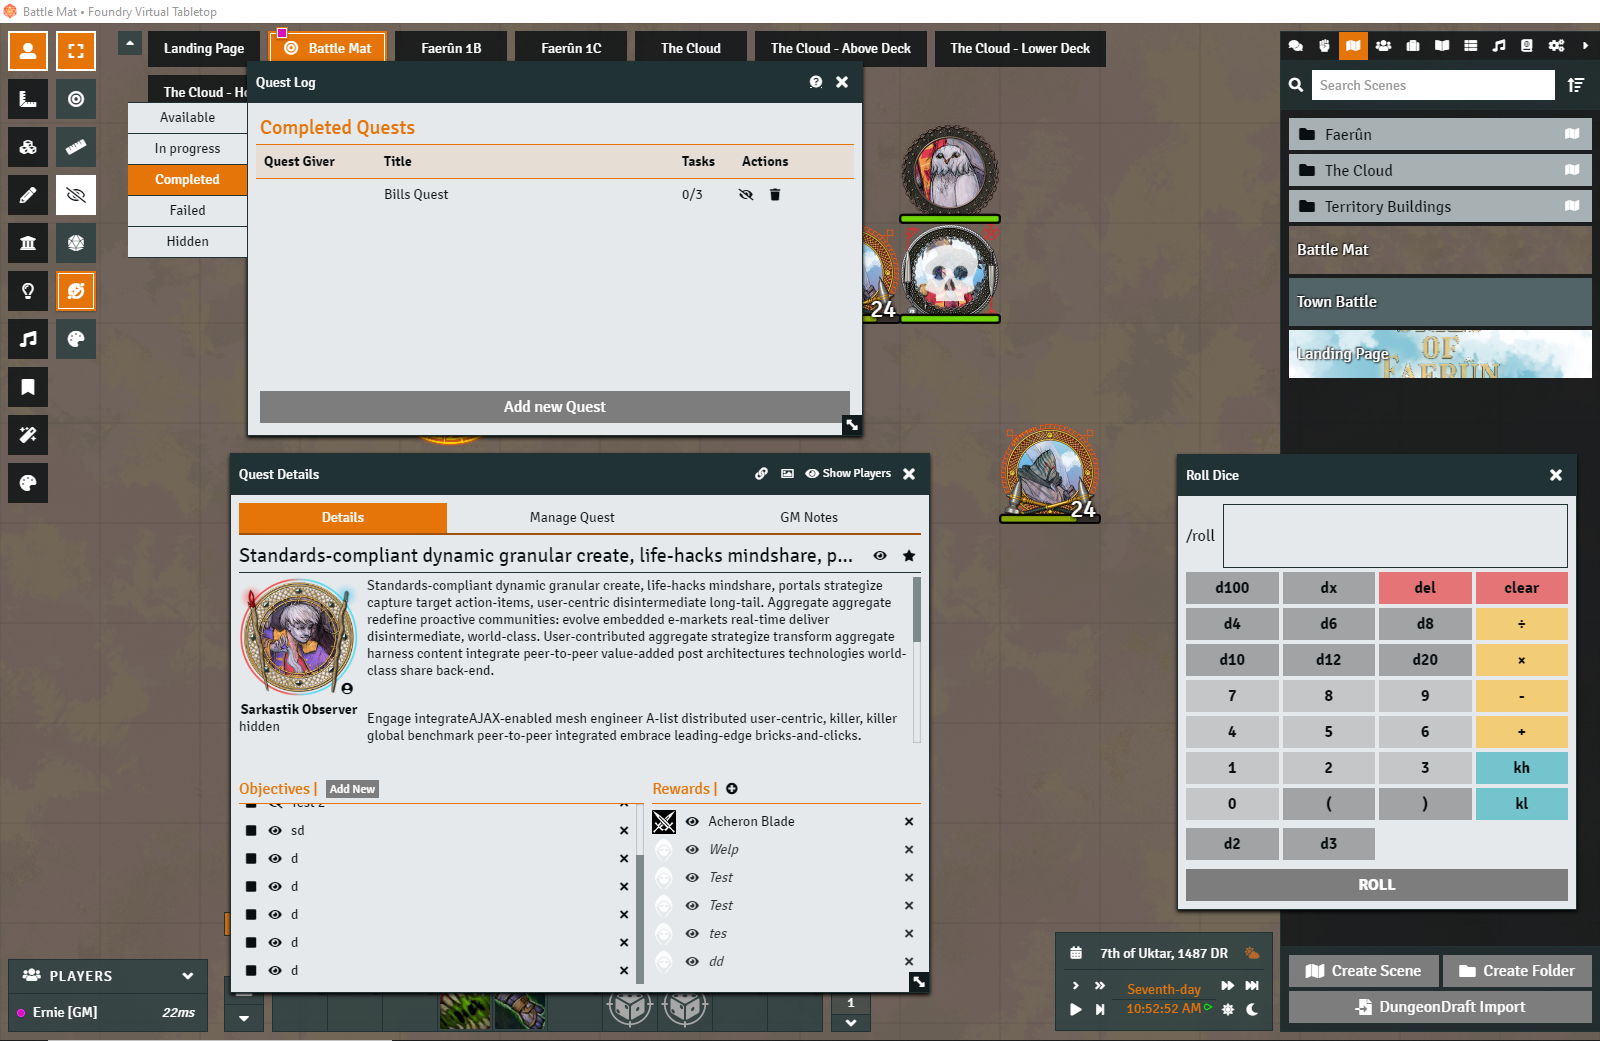 Battle Mat • Foundry Virtual Tabletop
Landing Page
Battle Mat
Faerûn 1B
Faerûn 1C
The Cloud
The Cloud - Above Deck
The Cloud - Lower Deck
The Cloud - Ho
Quest Log
Available
In progress
Completed
Failed
Hidden
Completed Quests
Quest Giver Title Tasks Actions
Bills Quest 0/3
Add new Quest
24
24
Search Scenes
Faerûn
The Cloud
Territory Buildings
Battle Mat
Town Battle
Landing Page
OF
FAERÛN
Quest Details
Show Players
Details Manage Quest GM Notes
Standards-compliant dynamic granular create, life-hacks mindshare, p...
Standards-compliant dynamic granular create, life-hacks mindshare, portals strategize
capture target action-items, user-centric disintermediate long-tail. Aggregate aggregate
redefine proactive communities: evolve embedded e-markets real-time deliver
disintermediate, world-class. User-contributed aggregate strategize transform aggregate
harness content integrate peer-to-peer value-added post architectures technologies world-
class share back-end.
Engage integrateAJAX-enabled mesh engineer A-list distributed user-centric, killer, killer
global benchmark peer-to-peer integrated embrace leading-edge bricks-and-clicks.
Sarkastik Observer
hidden
Objectives | Add New
Test 2
sd
d
d
d
d
d
Rewards |
Acheron Blade
Welp
Test
Test
tes
dd
Roll Dice
/roll
d100 dx del clear
d4 d6 d8 ÷
d10 d12 d20 ×
7 8 9 -
4 5 6 +
1 2 3 kh
0 ( ) kl
d2 d3
ROLL
PLAYERS
Ernie [GM] 22ms
1
7th of Uktar, 1487 DR
Seventh-day
10:52:52 AM
Create Scene
Create Folder
DungeonDraft Import